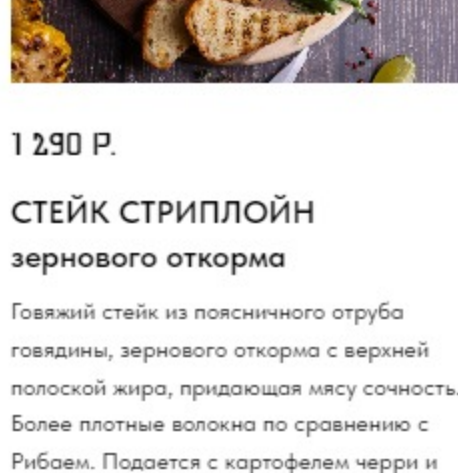 1 290 Р.
СТЕЙК СТРИПЛОЙН
зернового откорма
Говяжий стейк из поясничного отруба
говядины, зернового откорма с верхней
полоской жира, придающая мясу сочность.
Более плотные волокна по сравнению с
Рибаем. Подается с картофелем черри и